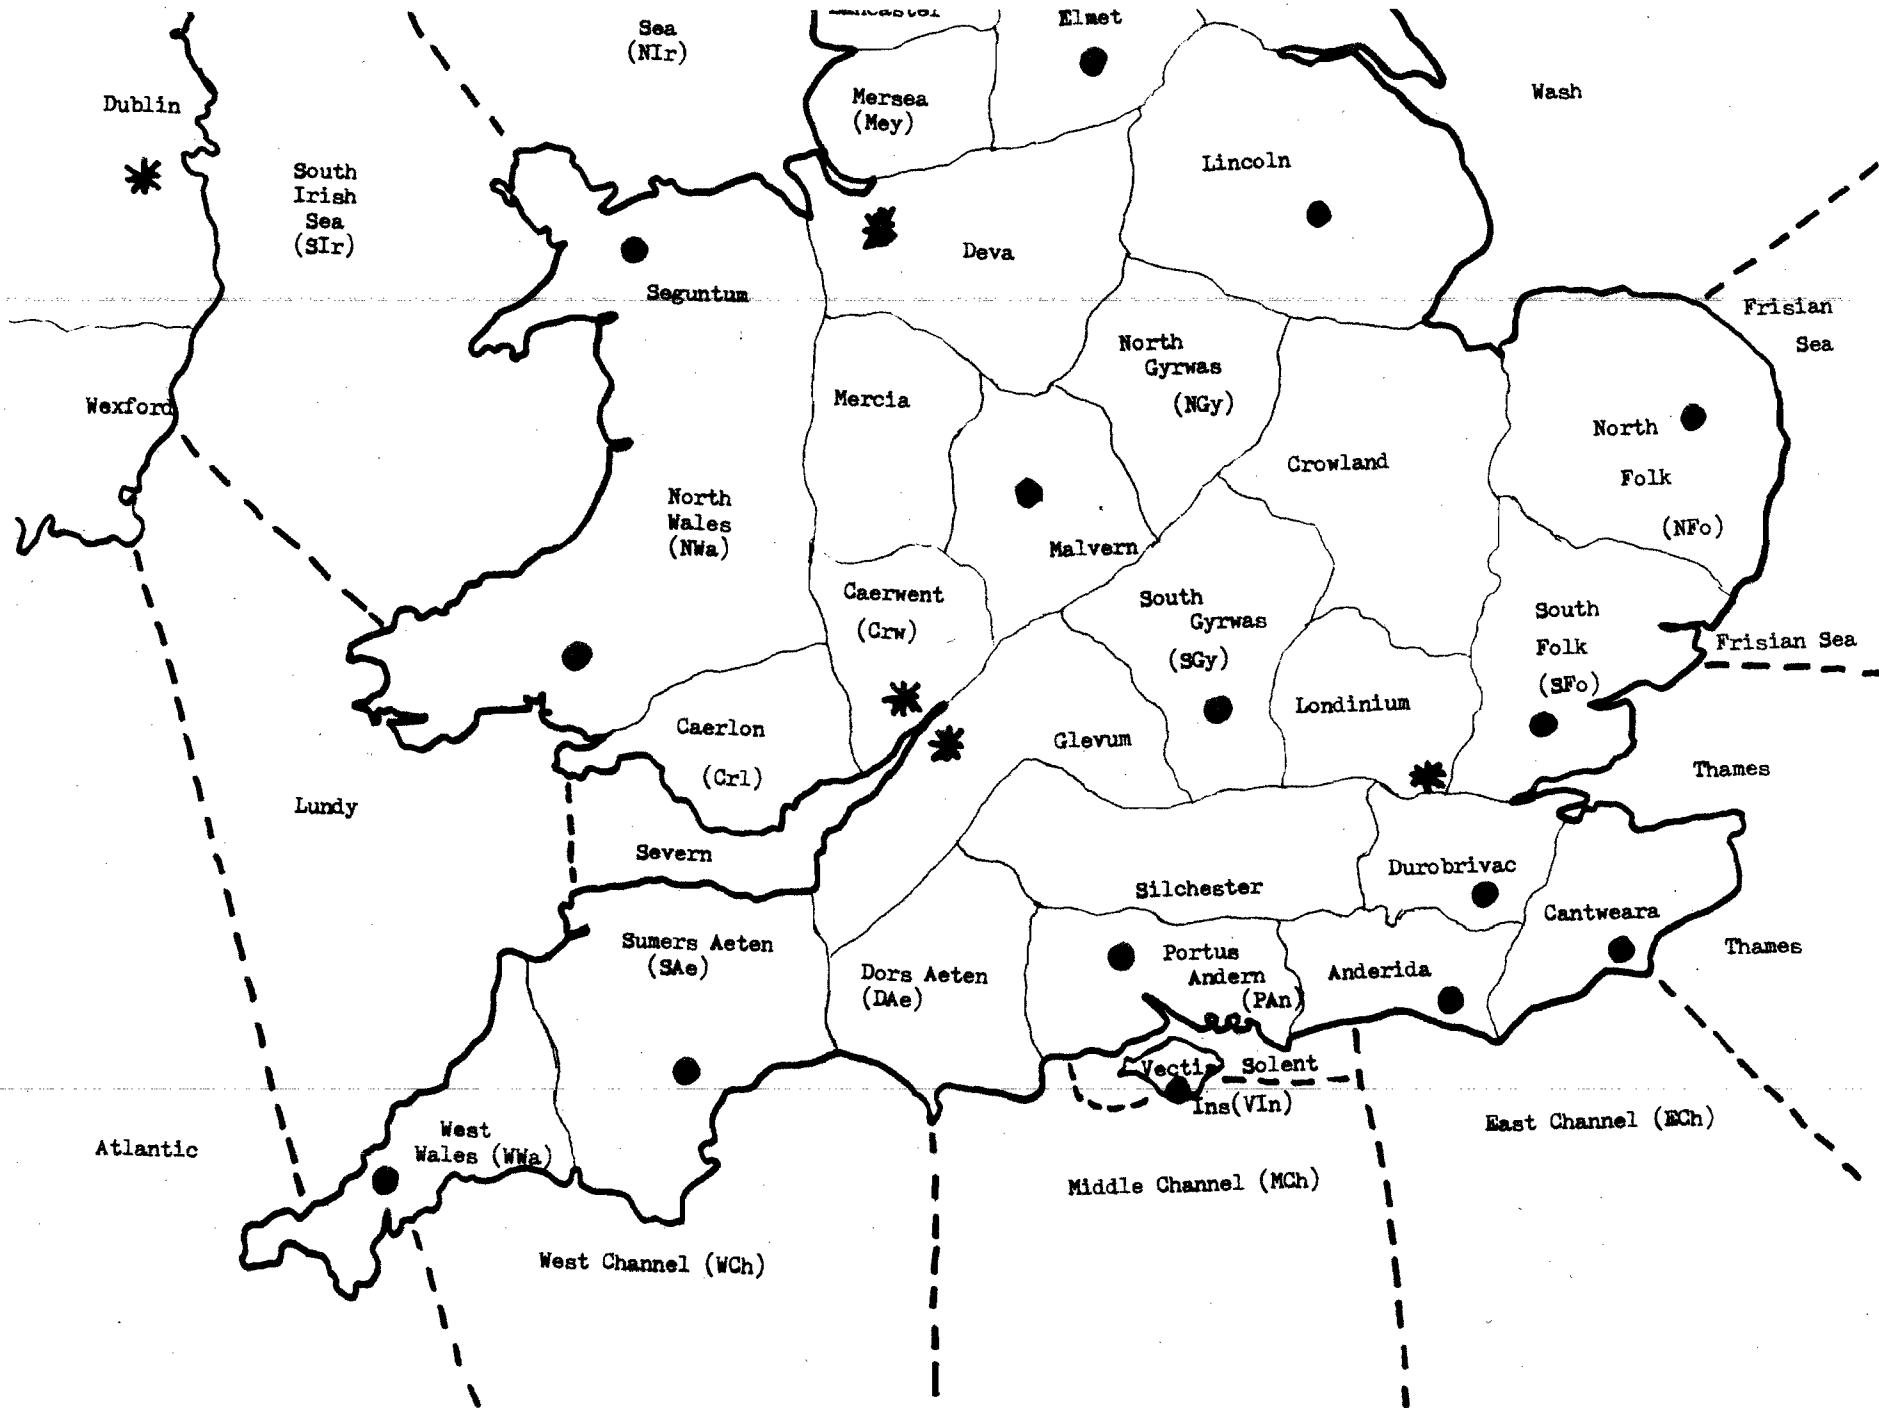 Lancaster
Elmet
Sea
(NIr)
Wash
Mersea
(Mey)
Dublin
Lincoln
South
Irish
Sea
(SIr)
Deva
Seguntum
Frisian
Sea
North
Gyrwas
(NGy)
Mercia
Wexford
North
Folk
(NFo)
Crowland
North
Wales
(NWa)
Malvern
Caerwent
(Crw)
South
Gyrwas
(SGy)
South
Folk
(SFo)
Frisian Sea
Londinium
Caerlon
(Crl)
Glevum
Thames
Lundy
Severn
Durobrivac
Silchester
Cantweara
Sumers Aeten
(SAe)
Portus
Andern
(PAn)
Thames
Dors Aeten
(DAe)
Anderida
Vectis
Ins(VIn)
Solent
East Channel (ECh)
West
Wales (WWa)
Atlantic
Middle Channel (MCh)
West Channel (WCh)